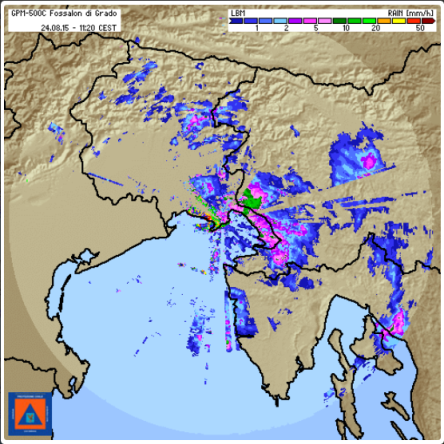 GPM-500C Fossalon di Grado
24.08.15 - 11:20 CEST
LBM RAIN [mm/h]
1 2 5 10 20 50